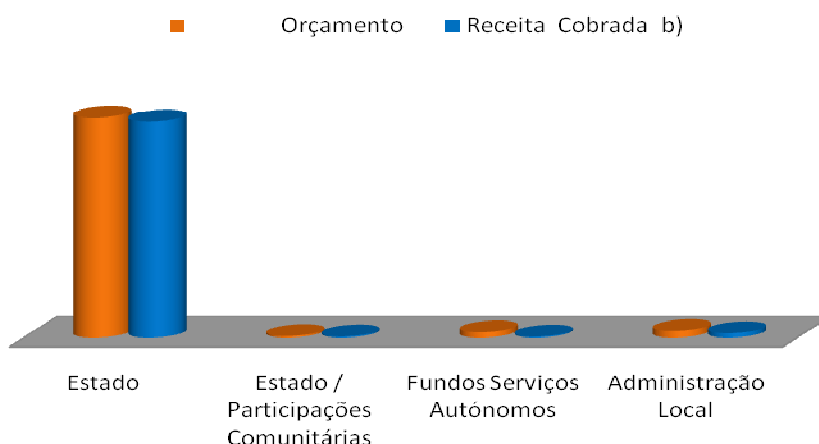 Orçamento Receita Cobrada b)
Estado
Estado /
Participações
Comunitárias
Fundos Serviços
Autónomos
Administração
Local